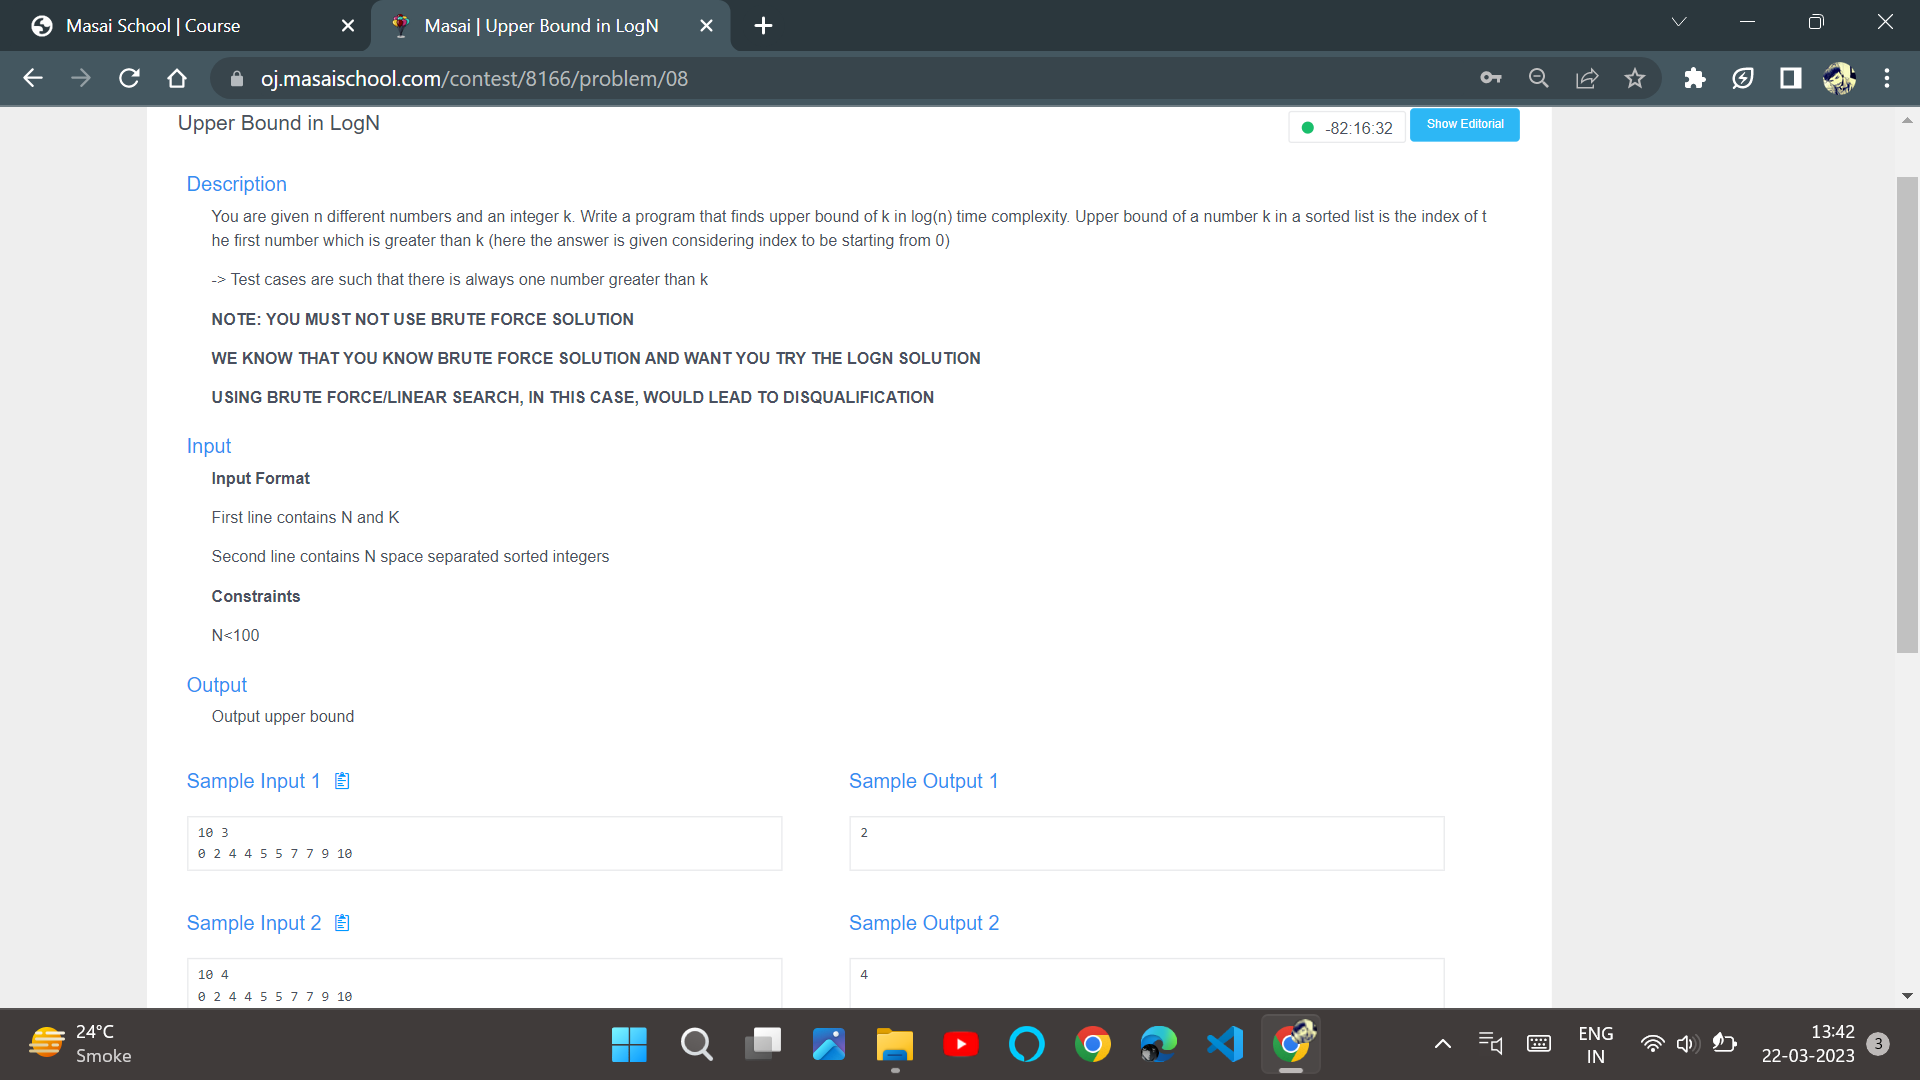 Masai School | Course
Masai | Upper Bound in LogN
oj.masaischool.com/contest/8166/problem/08
Upper Bound in LogN
-82:16:32
Show Editorial
Description
You are given n different numbers and an integer k. Write a program that finds upper bound of k in log(n) time complexity. Upper bound of a number k in a sorted list is the index of t
he first number which is greater than k (here the answer is given considering index to be starting from 0)
-> Test cases are such that there is always one number greater than k
NOTE: YOU MUST NOT USE BRUTE FORCE SOLUTION
WE KNOW THAT YOU KNOW BRUTE FORCE SOLUTION AND WANT YOU TRY THE LOGN SOLUTION
USING BRUTE FORCE/LINEAR SEARCH, IN THIS CASE, WOULD LEAD TO DISQUALIFICATION
Input
Input Format
First line contains N and K
Second line contains N space separated sorted integers
Constraints
N<100
Output
Output upper bound
Sample Input 1
Sample Output 1
10 3
0 2 4 4 5 5 7 7 9 10
2
Sample Input 2
Sample Output 2
10 4
0 2 4 4 5 5 7 7 9 10
4
24°C
Smoke
ENG
IN
13:42
22-03-2023
3